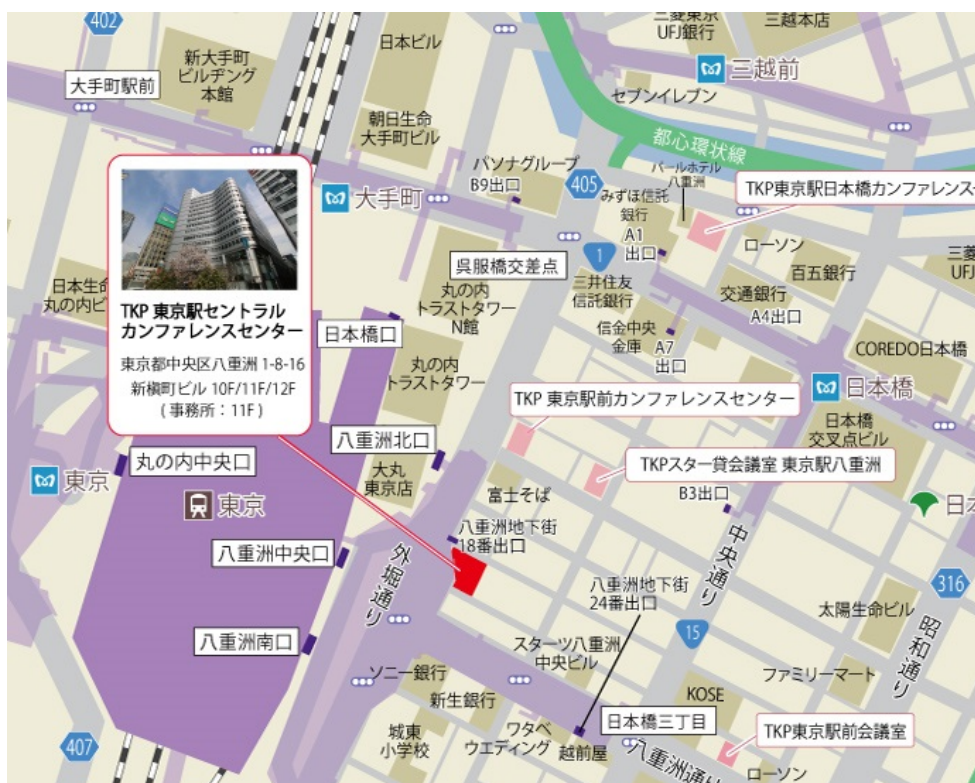 402
新大手町
ビルヂング
本館
日本ビル
三菱東京
UFJ銀行
三越本店
大手町駅前
朝日生命
大手町ビル
三越前
セブンイレブン
都心環状線
パソナグループ
B9出口
405
パールホテル
八重洲
みずほ信託
銀行
A1
出口
TKP東京駅日本橋カンファレンス
大手町
ローソン
1
呉服橋交差点
三井住友
信託銀行
百五銀行
交通銀行
A4出口
日本生命
丸の内ビ
TKP 東京駅セントラル
カンファレンスセンター
東京都中央区八重洲 1-8-16
新槇町ビル 10F/11F/12F
( 事務所：11F )
日本橋口
丸の内
トラストタワー
N館
信金中央
金庫
A7
出口
COREDO日本橋
丸の内
トラストタワー
日本橋
TKP 東京駅前カンファレンスセンター
日本橋
交叉点ビル
八重洲北口
丸の内中央口
大丸
東京店
TKPスター貸会議室 東京駅八重洲
B3出口
東京
東京
富士そば
八重洲地下街
18番出口
八重洲中央口
外堀通り
中央通り
八重洲地下街
24番出口
316
太陽生命ビル
昭和通り
八重洲南口
15
スターツ八重洲
中央ビル
ソニー銀行
ファミリーマート
新生銀行
KOSE
城東
小学校
ワタベ
ウエディング
越前屋
日本橋三丁目
八重洲通り
TKP東京駅前会議室
407
ローソン